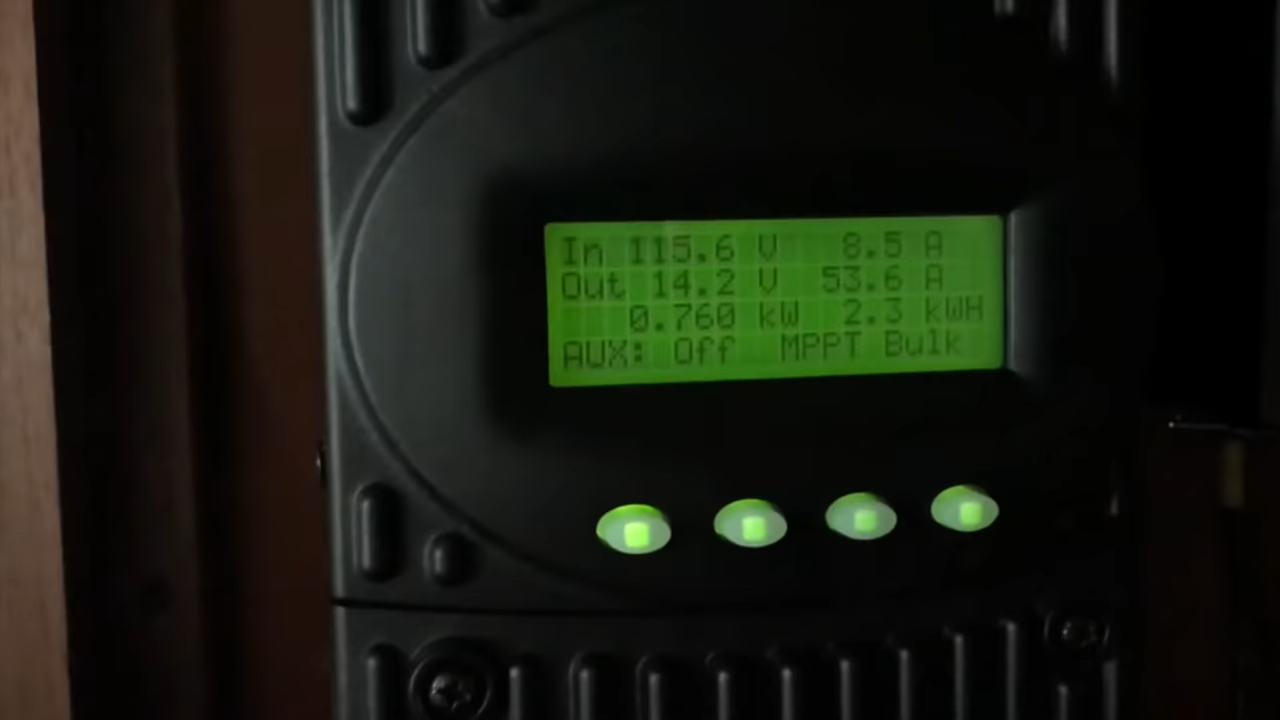 In 115.6 V 8.5 A
Out 14.2 V 53.6 A
0.760 kW 2.3 kWH
AUX: Off MPPT Bulk